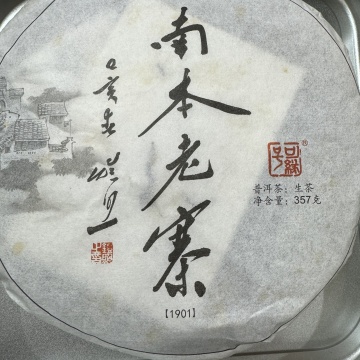 南本老寨
己亥春
普洱茶：生茶
净含量：357克
【1901】